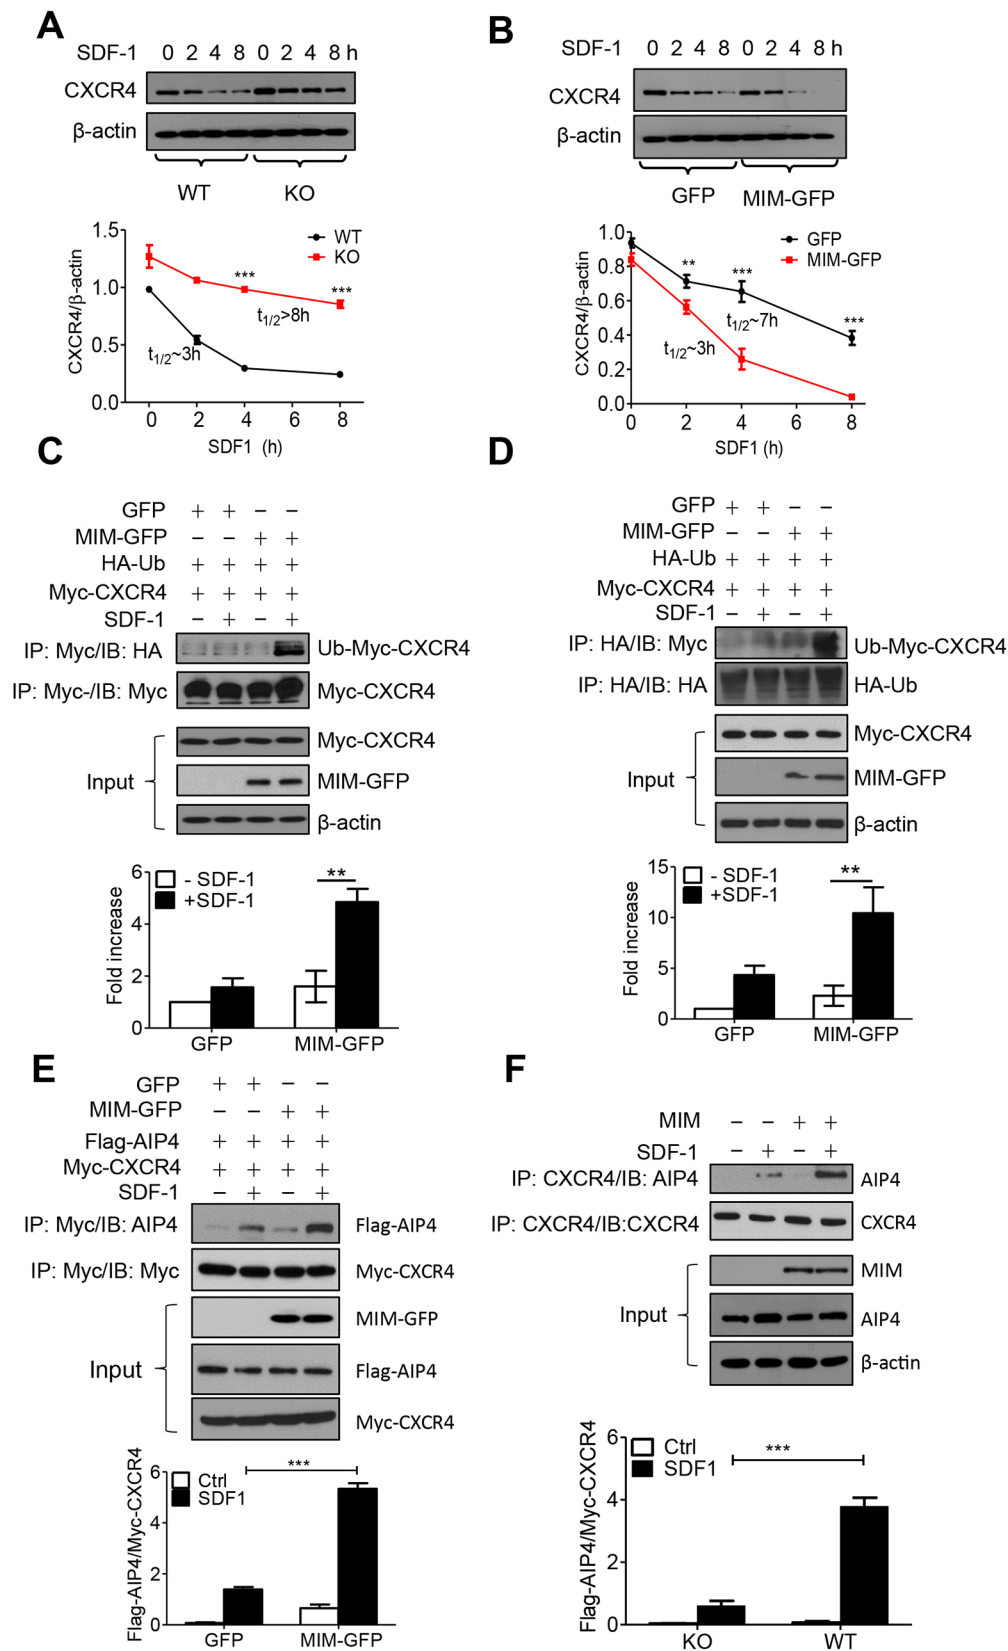 A
SDF-1 0 2 4 8 0 2 4 8 h
CXCR4
β-actin
WT KO
1.5
1.0
0.5
0.0
CXCR4/β-actin
WT
KO
***
***
t1/2>8h
t1/2~3h
0 2 4 6 8
SDF1 (h)
B
SDF-1 0 2 4 8 0 2 4 8 h
CXCR4
β-actin
GFP MIM-GFP
1.0
0.8
0.6
0.4
0.2
0.0
CXCR4/β-actin
GFP
MIM-GFP
**
***
***
t1/2~7h
t1/2~3h
0 2 4 6 8
SDF1 (h)
C
GFP + + − −
MIM-GFP − − + +
HA-Ub + + + +
Myc-CXCR4 + + + +
SDF-1 − + − +
IP: Myc/IB: HA Ub-Myc-CXCR4
IP: Myc-/IB: Myc Myc-CXCR4
Input
Myc-CXCR4
MIM-GFP
β-actin
6
4
2
0
Fold increase
- SDF-1
+SDF-1
**
GFP MIM-GFP
D
GFP + + − −
MIM-GFP − − + +
HA-Ub + + + +
Myc-CXCR4 + + + +
SDF-1 − + − +
IP: HA/IB: Myc Ub-Myc-CXCR4
IP: HA/IB: HA HA-Ub
Input
Myc-CXCR4
MIM-GFP
β-actin
15
10
5
0
Fold increase
- SDF-1
+SDF-1
**
GFP MIM-GFP
E
GFP + + − −
MIM-GFP − − + +
Flag-AIP4 + + + +
Myc-CXCR4 + + + +
SDF-1 − + − +
IP: Myc/IB: AIP4 Flag-AIP4
IP: Myc/IB: Myc Myc-CXCR4
Input
MIM-GFP
Flag-AIP4
Myc-CXCR4
6
4
2
0
Flag-AIP4/Myc-CXCR4
Ctrl
SDF1
***
GFP MIM-GFP
F
MIM − − + +
SDF-1 − + − +
IP: CXCR4/IB: AIP4 AIP4
IP: CXCR4/IB:CXCR4 CXCR4
Input
MIM
AIP4
β-actin
6
4
2
0
Flag-AIP4/Myc-CXCR4
Ctrl
SDF1
***
KO WT